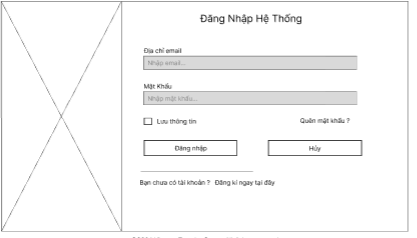 Đăng Nhập Hệ Thống
Địa chỉ email
Nhập email...
Mật Khẩu
Nhập mật khẩu...
Lưu thông tin Quên mật khẩu ?
Đăng nhập Hủy
Bạn chưa có tài khoản ? Đăng kí ngay tại đây